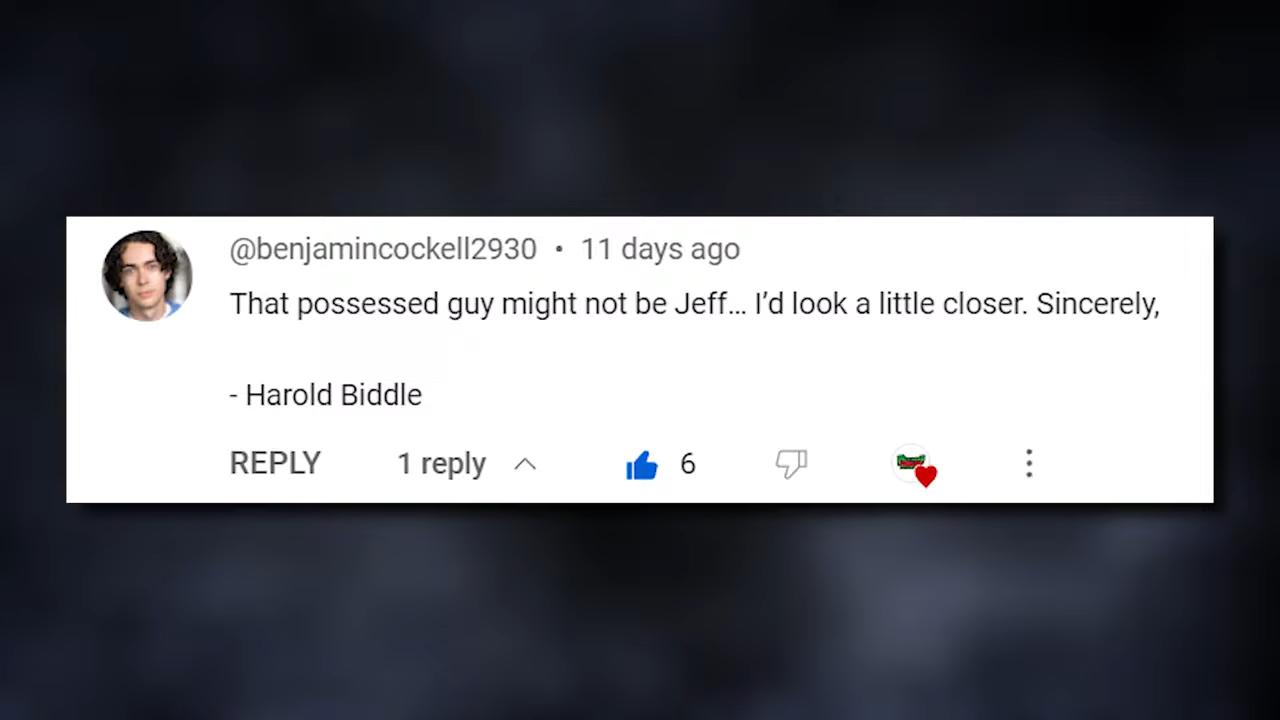 @benjamincockell2930 • 11 days ago
That possessed guy might not be Jeff… I’d look a little closer. Sincerely,
- Harold Biddle
REPLY 1 reply 6